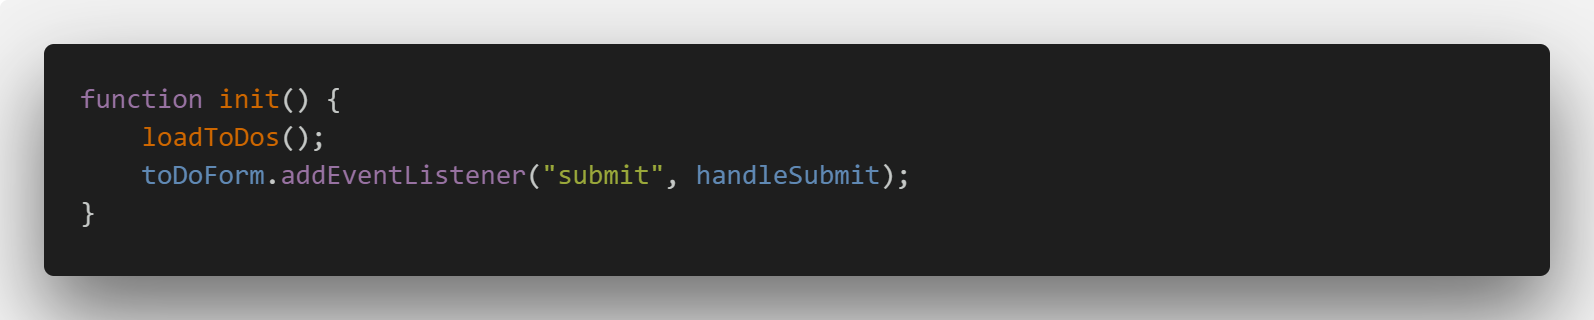 function init() {
    loadToDos();
    toDoForm.addEventListener("submit", handleSubmit);
}